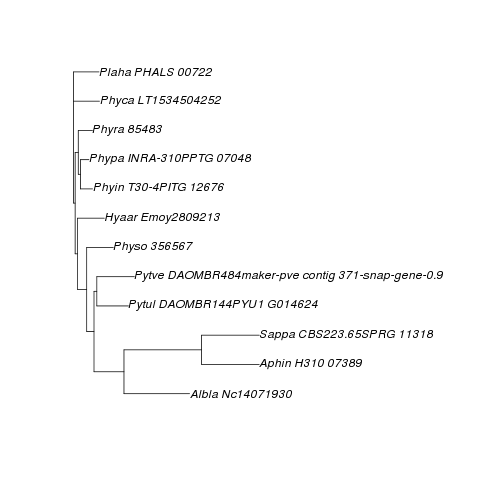 Plaha PHALS 00722
Phyca LT1534504252
Phyra 85483
Phypa INRA-310PPTG 07048
Phyin T30-4PITG 12676
Hyaar Emoy2809213
Physo 356567
Pytve DAOMBR484maker-pve contig 371-snap-gene-0.9
Pytul DAOMBR144PYU1 G014624
Sappa CBS223.65SPRG 11318
Aphin H310 07389
Albla Nc14071930